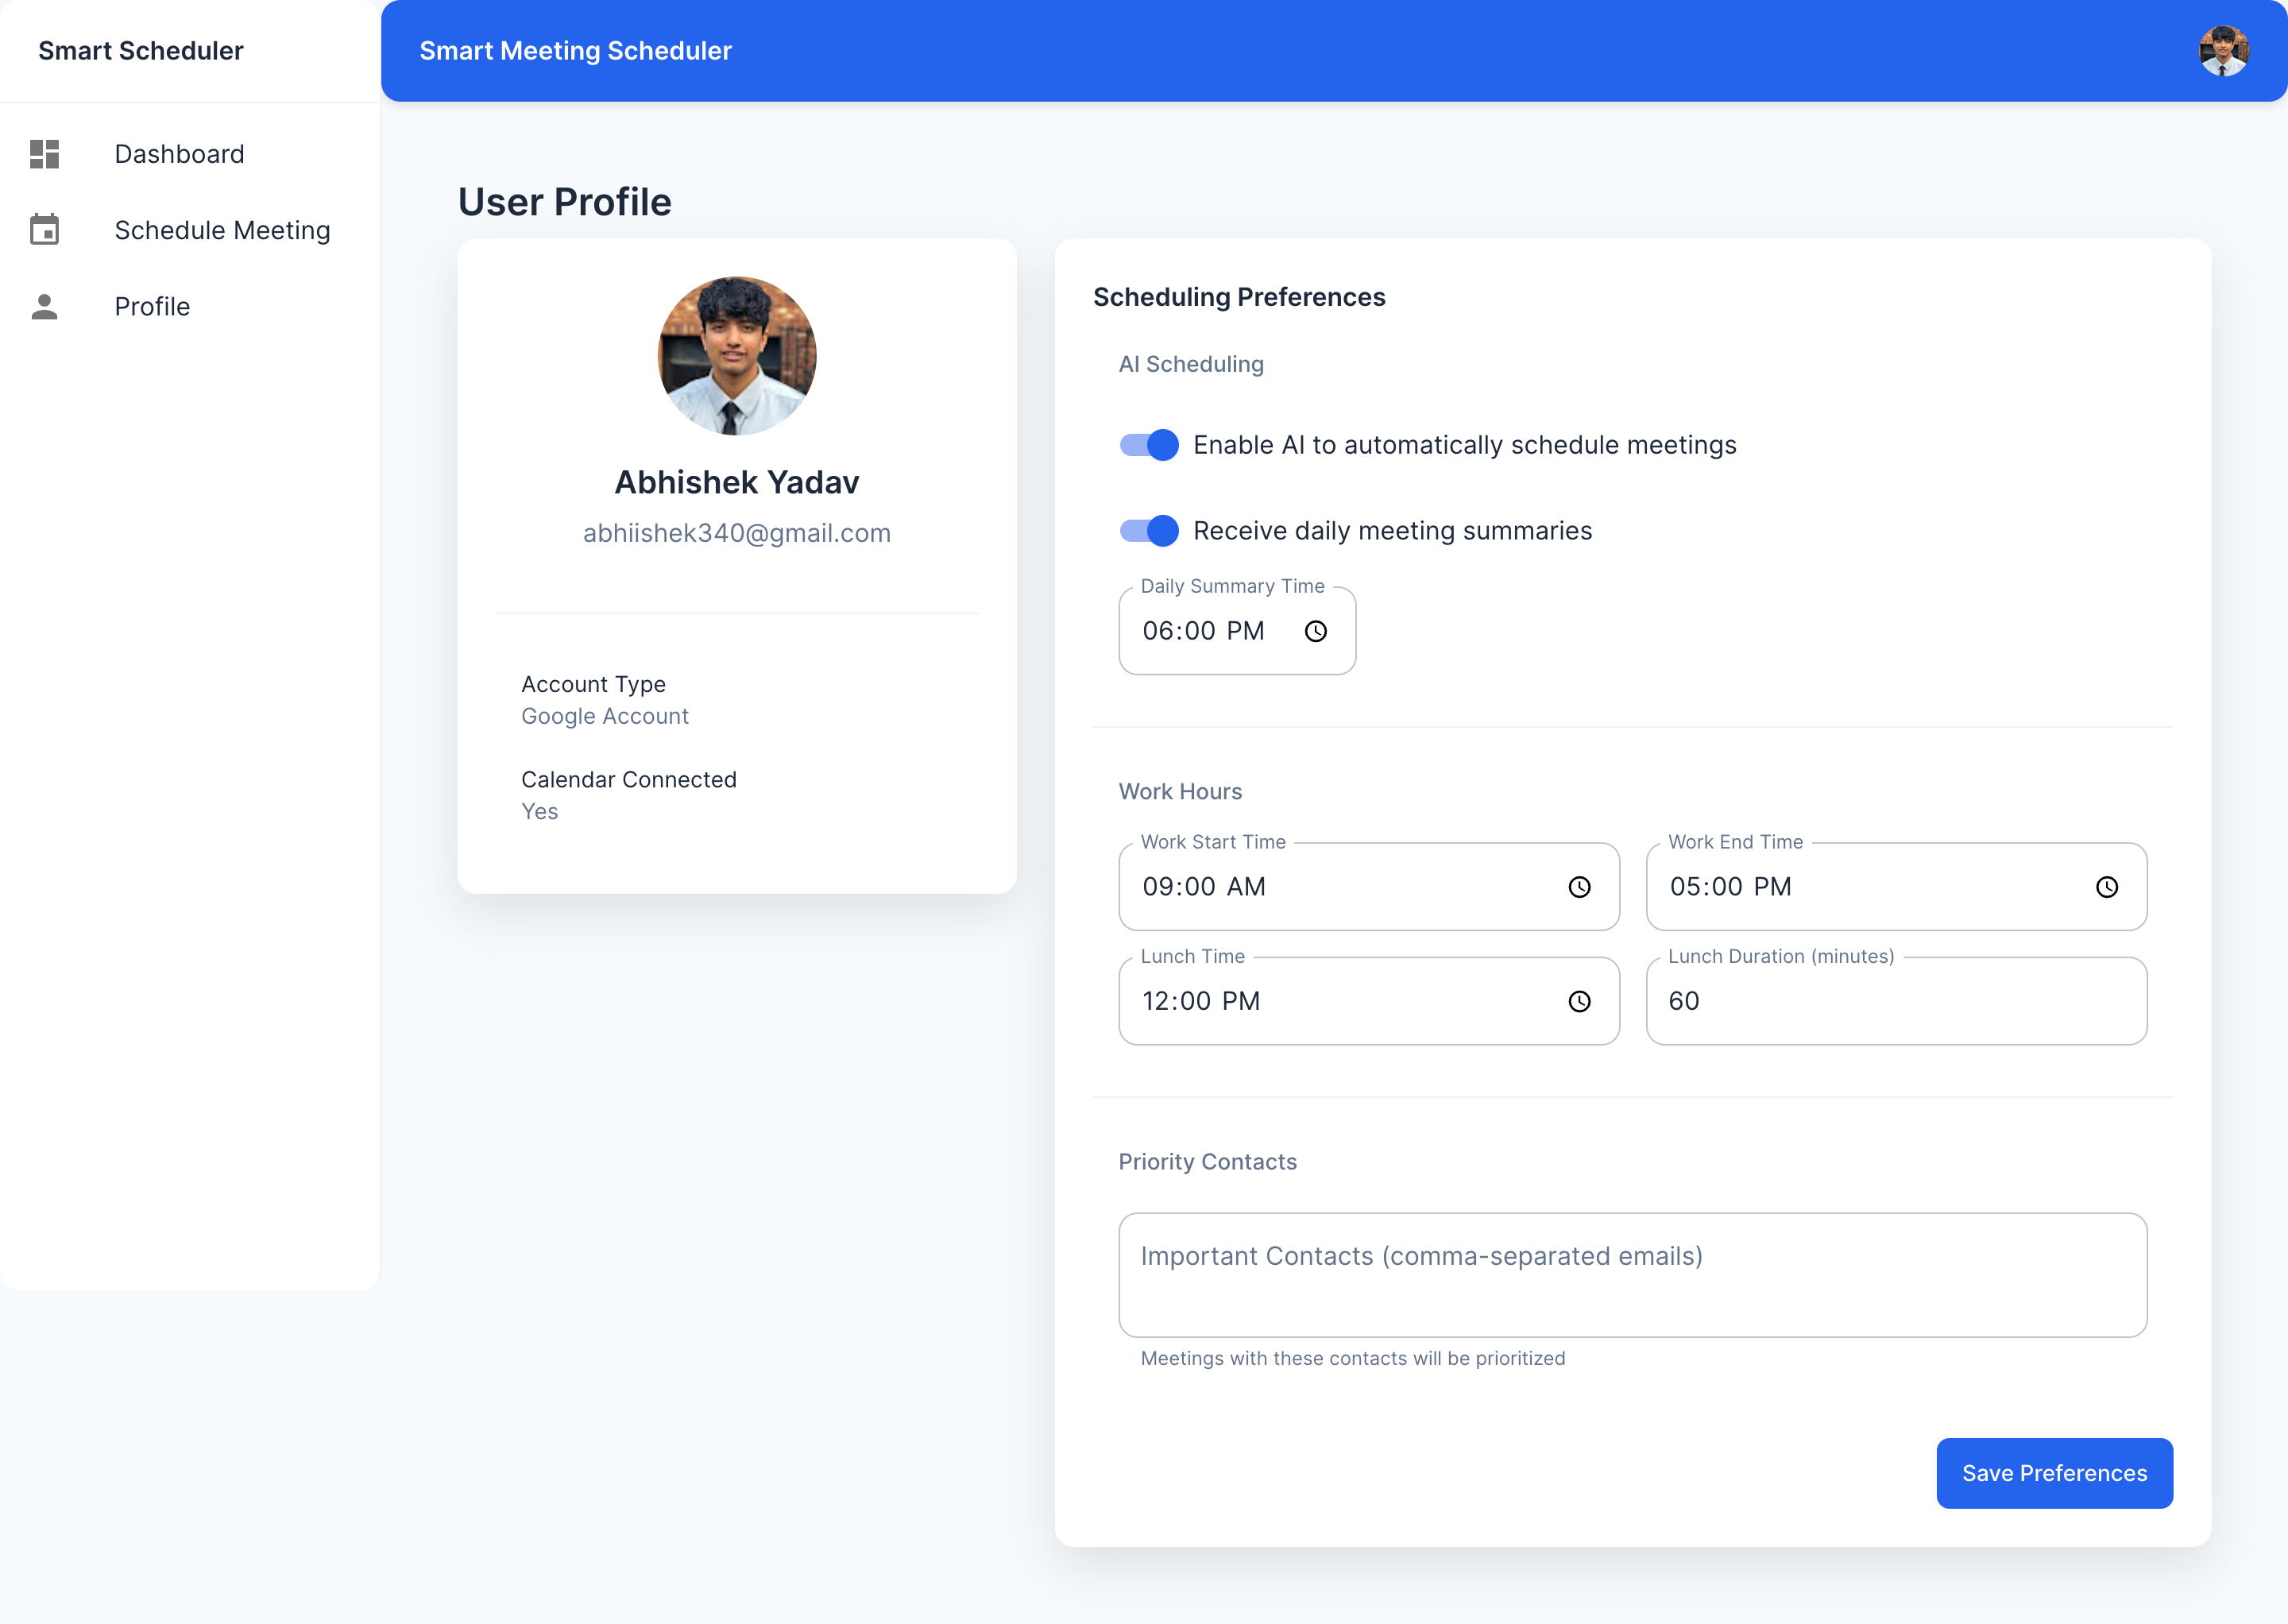 Smart Scheduler
Smart Meeting Scheduler
Dashboard
Schedule Meeting
Profile
User Profile
Abhishek Yadav
abhiishek340@gmail.com
Account Type
Google Account
Calendar Connected
Yes
Scheduling Preferences
AI Scheduling
Enable AI to automatically schedule meetings
Receive daily meeting summaries
Daily Summary Time
06:00 PM
Work Hours
Work Start Time
09:00 AM
Work End Time
05:00 PM
Lunch Time
12:00 PM
Lunch Duration (minutes)
60
Priority Contacts
Important Contacts (comma-separated emails)
Meetings with these contacts will be prioritized
Save Preferences